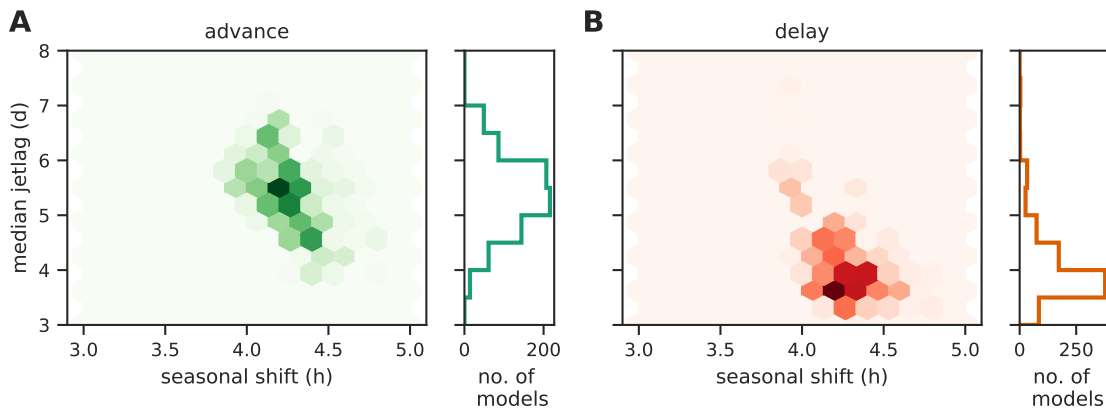 A
advance
median jetlag (d)
8
7
6
5
4
3
3.0 3.5 4.0 4.5 5.0
seasonal shift (h)
0 200
no. of
models
B
delay
3.0 3.5 4.0 4.5 5.0
seasonal shift (h)
0 250
no. of
models